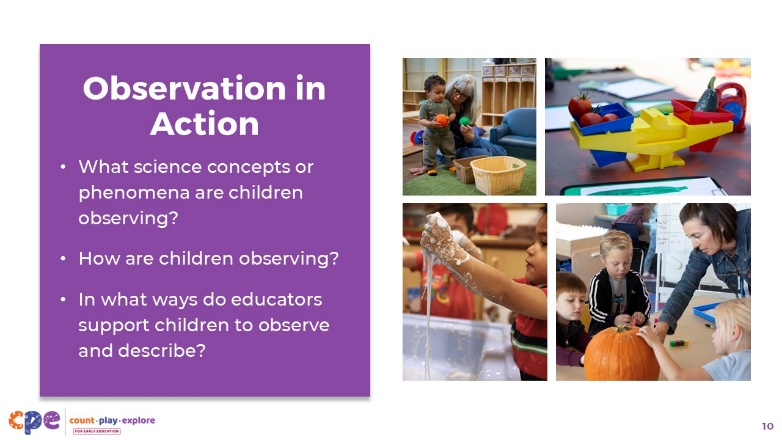 Observation in
Action
• What science concepts or
phenomena are children
observing?
• How are children observing?
• In what ways do educators
support children to observe
and describe?
cpe
count·play·explore
FOR EARLY EDUCATION
10